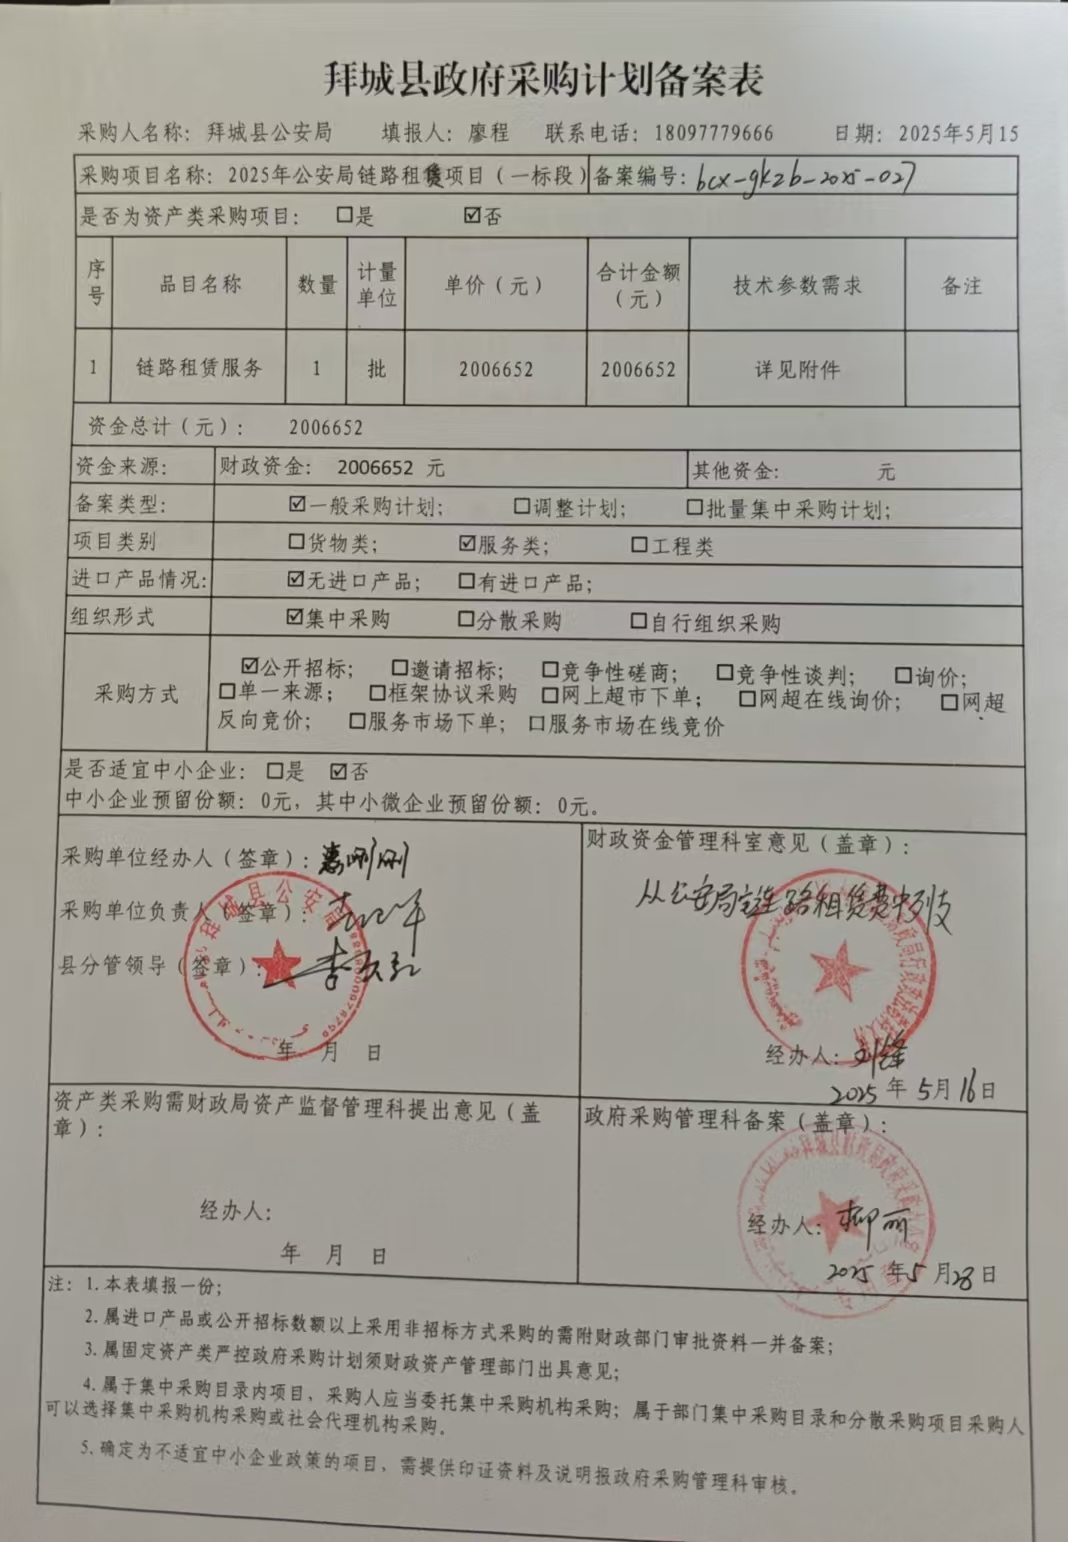 拜城县政府采购计划备案表
采购人名称：拜城县公安局 填报人：廖程 联系电话：18097779666 日期：2025年5月15
采购项目名称：2025年公安局链路租赁项目（一标段） 备案编号：bcx-gkzb-2025-027
是否为资产类采购项目： ☐是 ☑否
序号 品目名称 数量 计量单位 单价（元） 合计金额（元） 技术参数需求 备注
1 链路租赁服务 1 批 2006652 2006652 详见附件
资金总计（元）： 2006652
资金来源： 财政资金： 2006652 元 其他资金： 元
备案类型： ☑一般采购计划； ☐调整计划； ☐批量集中采购计划；
项目类别 ☐货物类； ☑服务类； ☐工程类
进口产品情况： ☑无进口产品； ☐有进口产品；
组织形式 ☑集中采购 ☐分散采购 ☐自行组织采购
采购方式 ☑公开招标； ☐邀请招标； ☐竞争性磋商； ☐竞争性谈判； ☐询价；
☐单一来源； ☐框架协议采购 ☐网上超市下单； ☐网超在线询价； ☐网超
反向竞价； ☐服务市场下单； ☐服务市场在线竞价
是否适宜中小企业： ☐是 ☑否
中小企业预留份额：0元，其中小微企业预留份额：0元。
采购单位经办人（签章）：
采购单位负责人（签章）：
县分管领导（签章）：
拜城县公安局
年 月 日
财政资金管理科室意见（盖章）：
从公安局链路租赁费中列支
经办人：刘锋
2025年5月16日
资产类采购需财政局资产监督管理科提出意见（盖
章）：
经办人：
年 月 日
政府采购管理科备案（盖章）：
经办人：柳丽
2025年5月28日
注：1.本表填报一份；
2.属进口产品或公开招标数额以上采用非招标方式采购的需附财政部门审批资料一并备案；
3.属固定资产类严控政府采购计划须财政资产管理部门出具意见；
4.属于集中采购目录内项目，采购人应当委托集中采购机构采购；属于部门集中采购目录和分散采购项目采购人
可以选择集中采购机构采购或社会代理机构采购。
5.确定为不适宜中小企业政策的项目，需提供印证资料及说明报政府采购管理科审核。